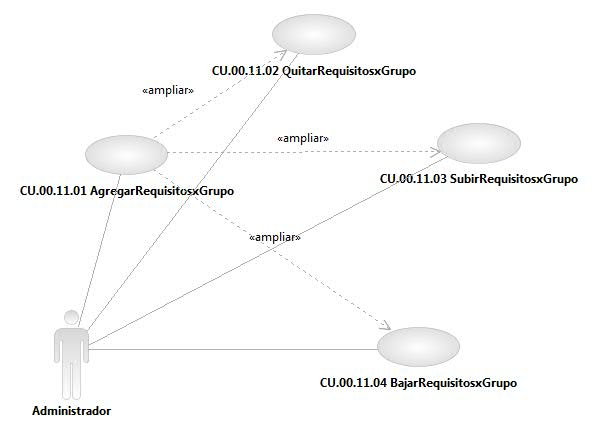 CU.00.11.02 QuitarRequisitosxGrupo
«ampliar»
«ampliar»
CU.00.11.03 SubirRequisitosxGrupo
CU.00.11.01 AgregarRequisitosxGrupo
«ampliar»
CU.00.11.04 BajarRequisitosxGrupo
Administrador